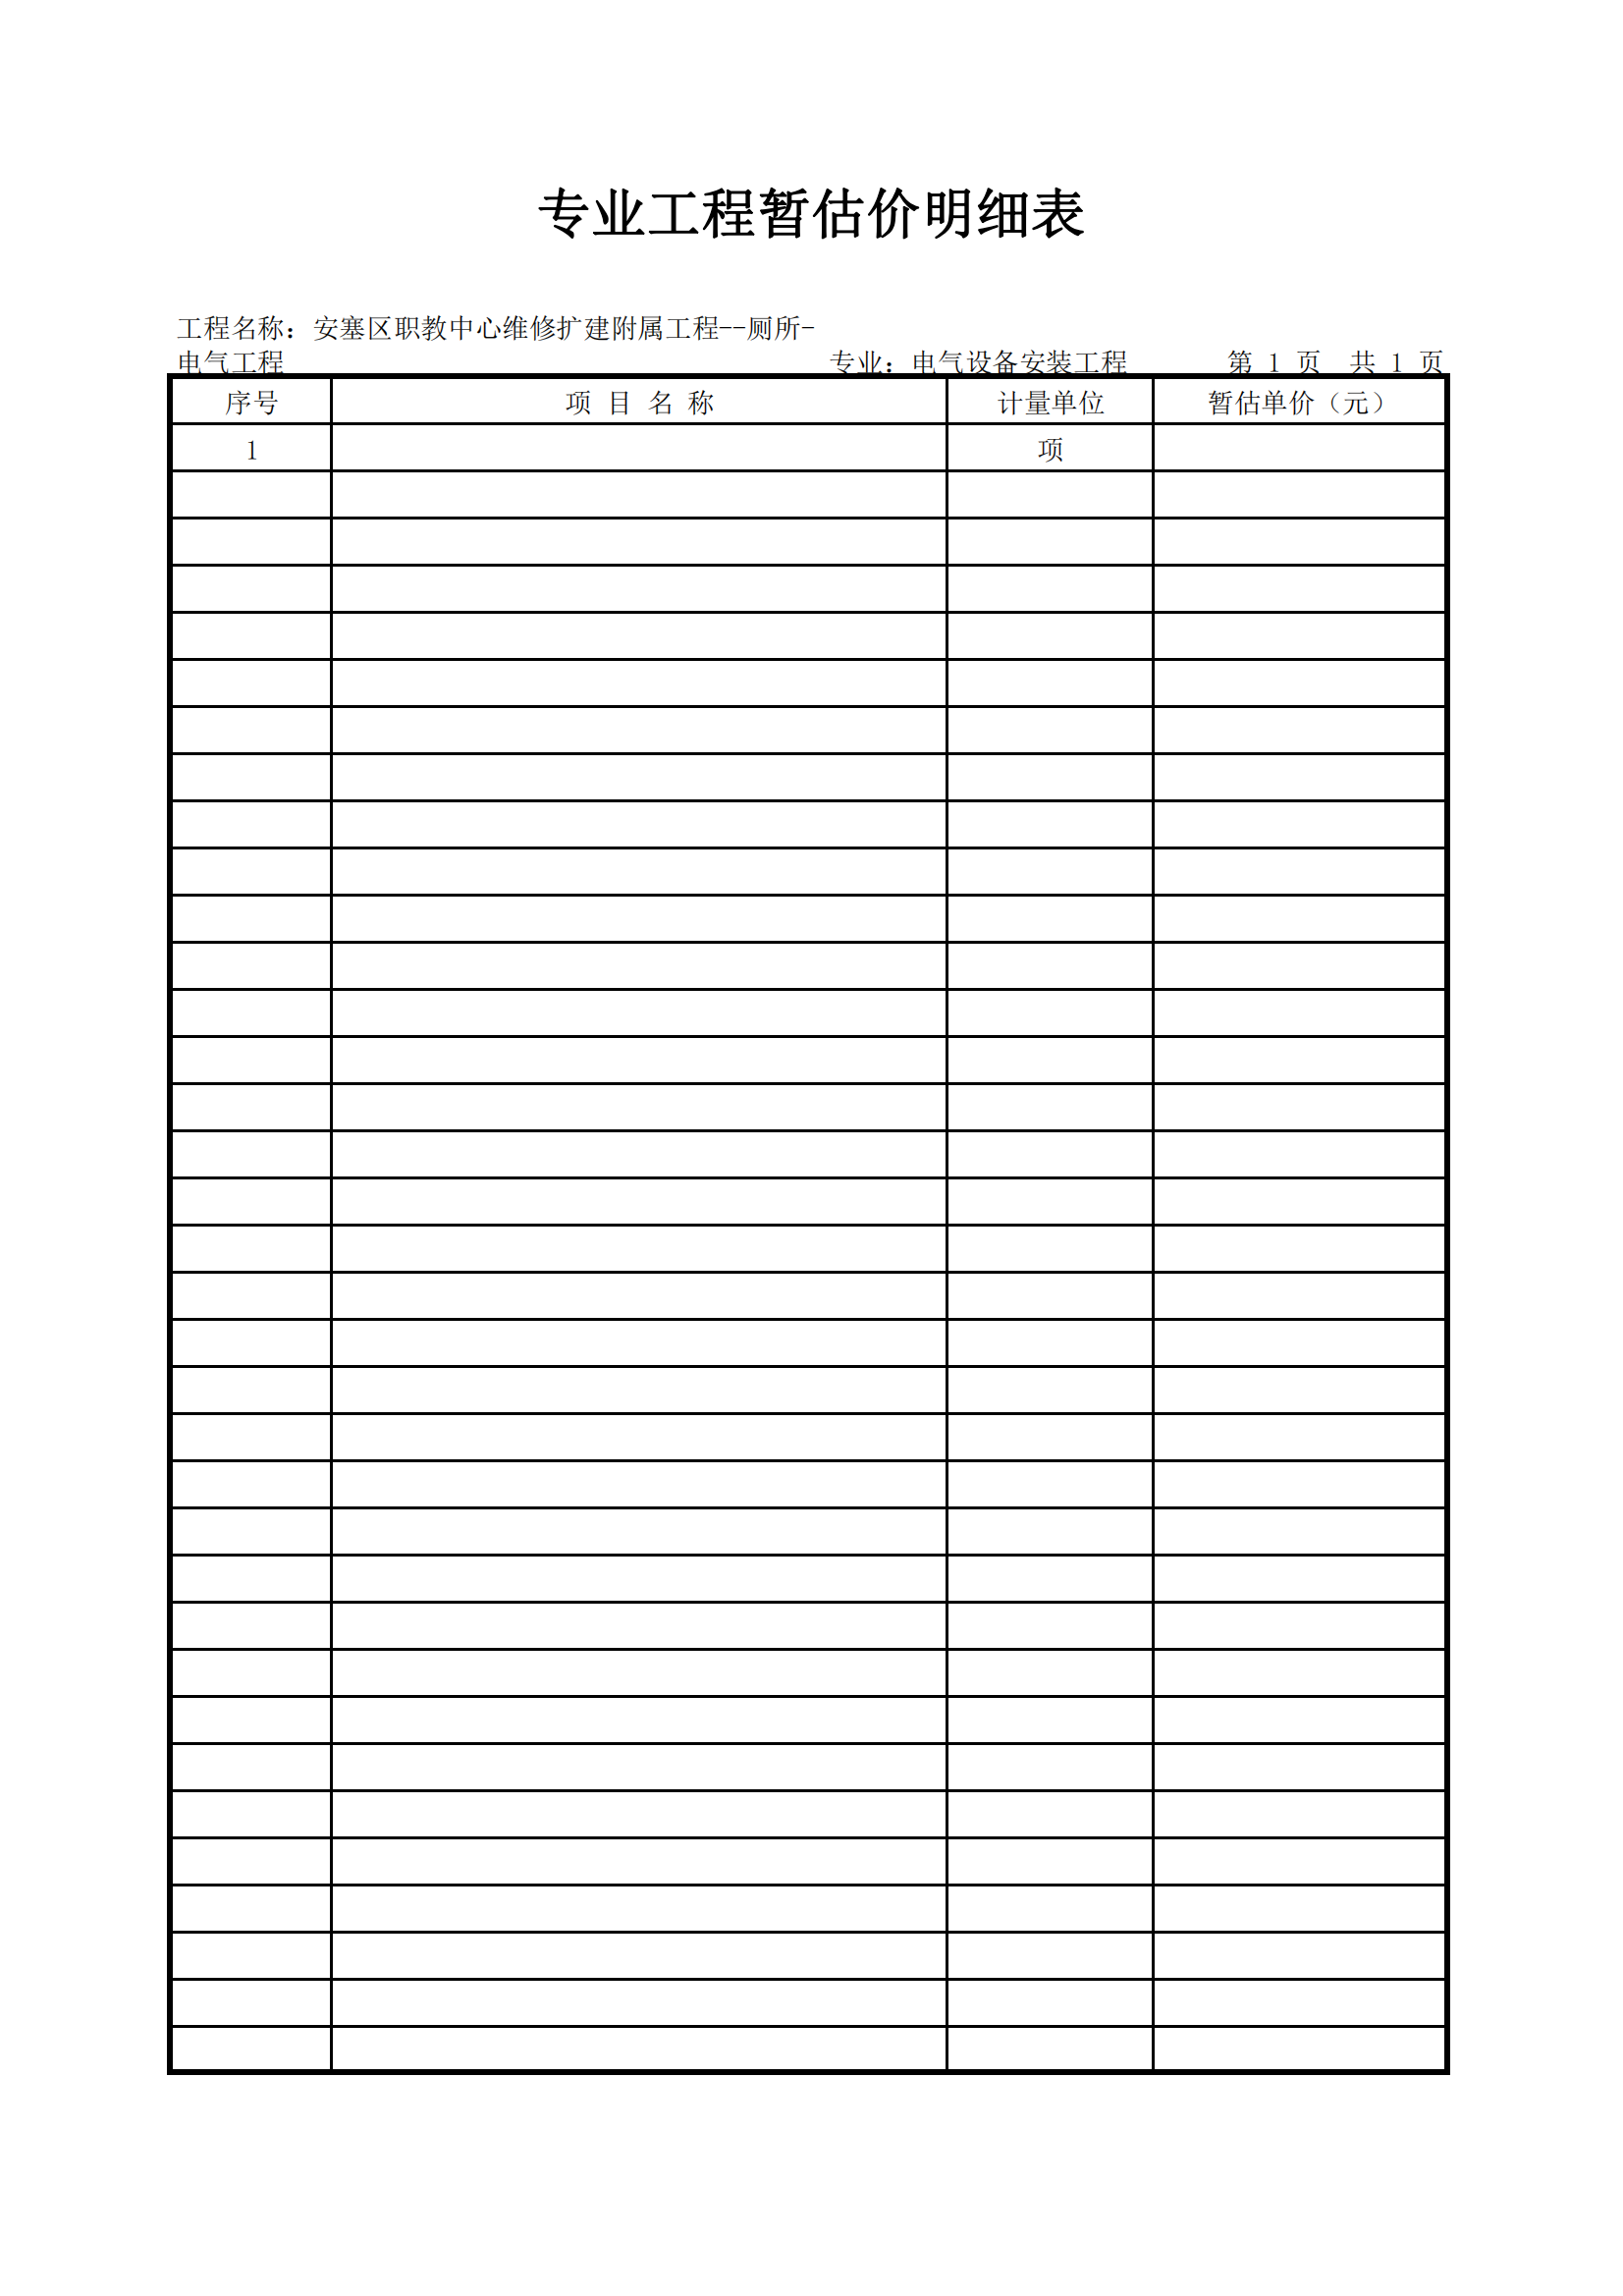 专业工程暂估价明细表
工程名称：安塞区职教中心维修扩建附属工程--厕所-
电气工程 专业：电气设备安装工程 第 1 页 共 1 页
序号 项 目 名 称 计量单位 暂估单价（元）
1 项